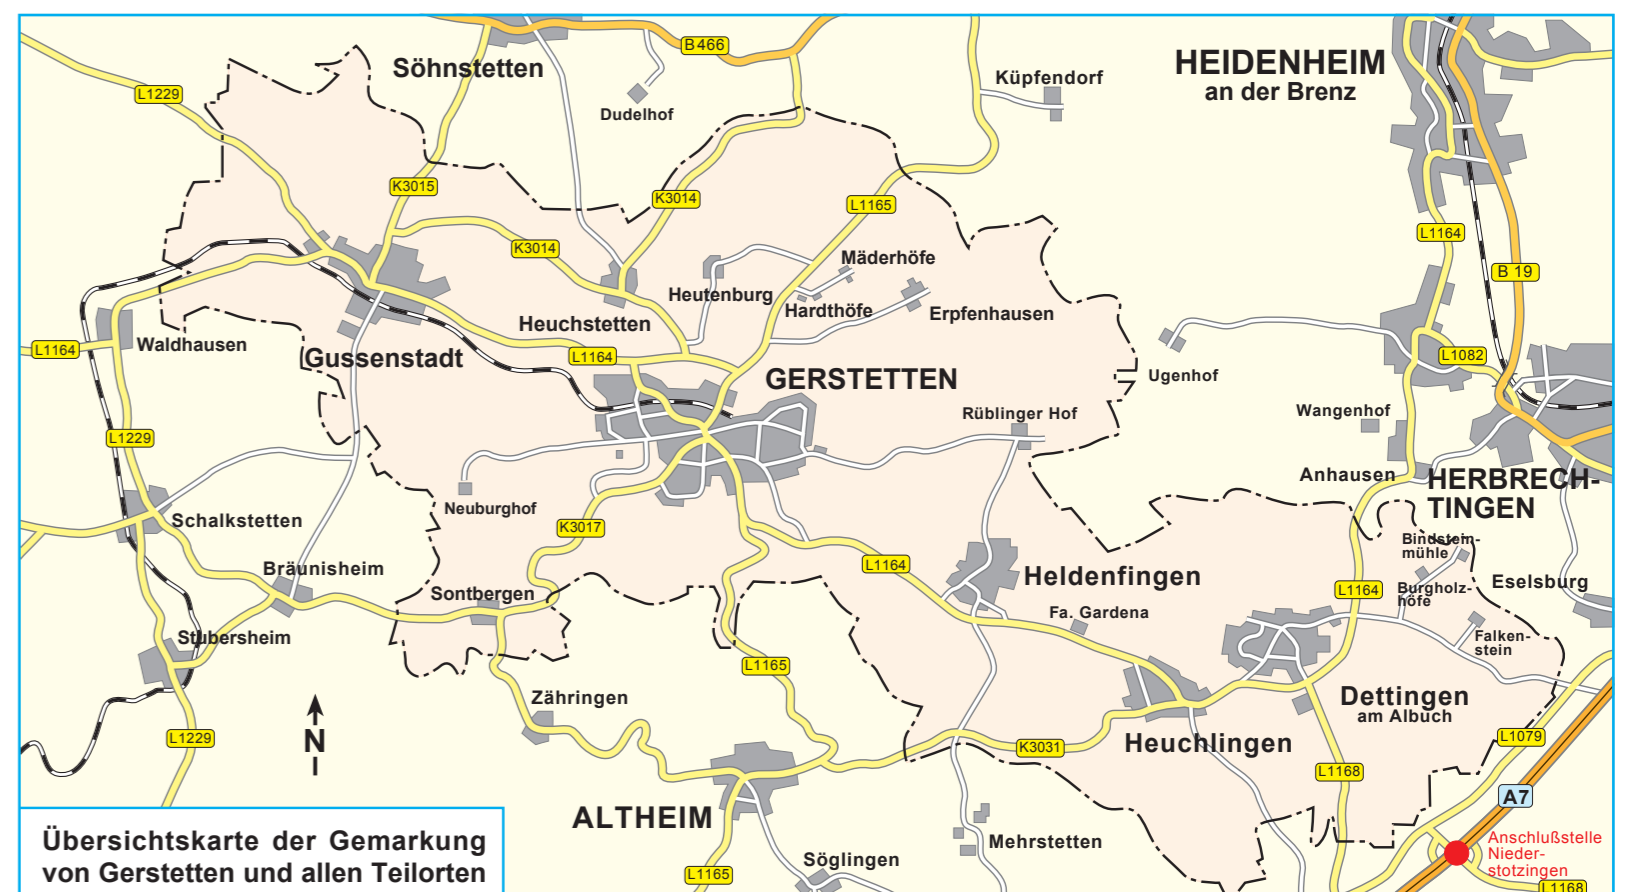 Söhnstetten
B 466
HEIDENHEIM
an der Brenz
Küpfendorf
L1229
Dudelhof
K3015
K3014
L1165
L1164
K3014
Mäderhöfe
B 19
Heutenburg
Hardthöfe
Erpfenhausen
Heuchstetten
Waldhausen
L1164
Gussenstadt
L1164
L1082
GERSTETTEN
Ugenhof
Rüblinger Hof
Wangenhof
L1229
Anhausen
HERBRECH-
TINGEN
Neuburghof
Schalkstetten
K3017
Bindstein-
mühle
L1164
Heldenfingen
Bräunisheim
Eselsburg
Sontbergen
L1164
Burgholz-
höfe
Fa. Gardena
Stubersheim
Falken-
stein
L1165
Zähringen
Dettingen
am Albuch
N
L1229
K3031
Heuchlingen
L1079
L1168
A7
ALTHEIM
Übersichtskarte der Gemarkung
von Gerstetten und allen Teilorten
Mehrstetten
Anschlußstelle
Nieder-
stotzingen
Söglingen
L1165
L1168